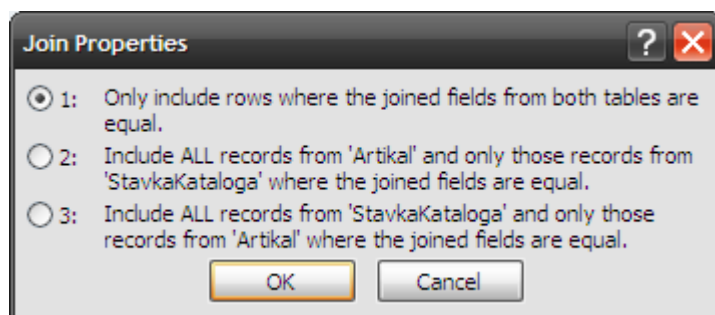 Join Properties
1: Only include rows where the joined fields from both tables are
equal.
2: Include ALL records from 'Artikal' and only those records from
'StavkaKataloga' where the joined fields are equal.
3: Include ALL records from 'StavkaKataloga' and only those
records from 'Artikal' where the joined fields are equal.
OK Cancel